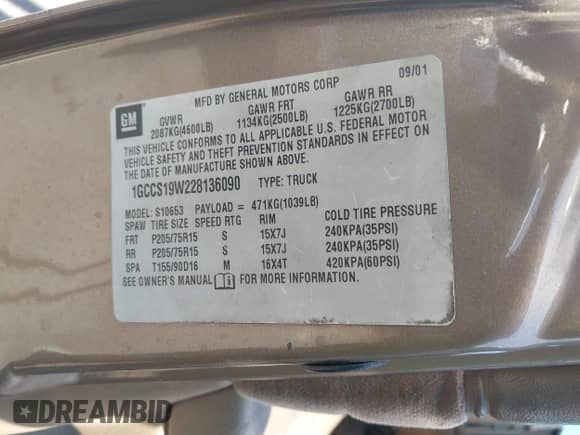 MFD BY GENERAL MOTORS CORP 09/01
GM
GVWR GAWR FRT GAWR RR
2087KG(4600LB) 1134KG(2500LB) 1225KG(2700LB)
THIS VEHICLE CONFORMS TO ALL APPLICABLE U.S. FEDERAL MOTOR
VEHICLE SAFETY AND THEFT PREVENTION STANDARDS IN EFFECT ON
THE DATE OF MANUFACTURE SHOWN ABOVE.
1GCCS19W228136090 TYPE: TRUCK
MODEL: S10653 PAYLOAD = 471KG(1039LB)
SPAW TIRE SIZE SPEED RTG RIM COLD TIRE PRESSURE
FRT P205/75R15 S 15X7J 240KPA(35PSI)
RR P205/75R15 S 15X7J 240KPA(35PSI)
SPA T155/90D16 M 16X4T 420KPA(60PSI)
SEE OWNER'S MANUAL FOR MORE INFORMATION.
DREAMBID